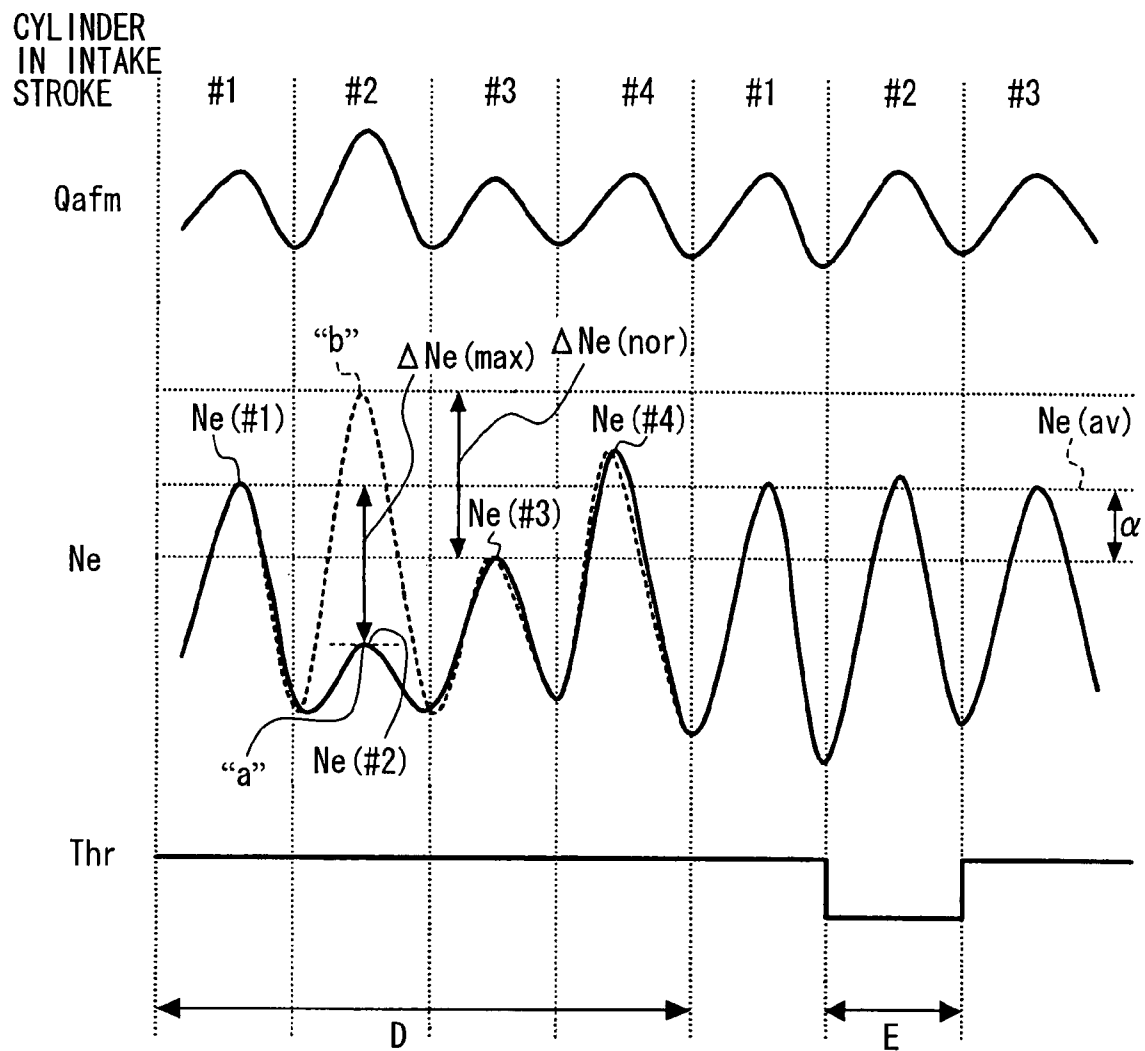 CYLINDER
IN INTAKE
STROKE
#1 #2 #3 #4 #1 #2 #3
Qafm
“b”
ΔNe(max)
ΔNe(nor)
Ne(#1)
Ne(#4)
Ne(av)
Ne(#3)
α
Ne
“a”
Ne(#2)
Thr
D
E